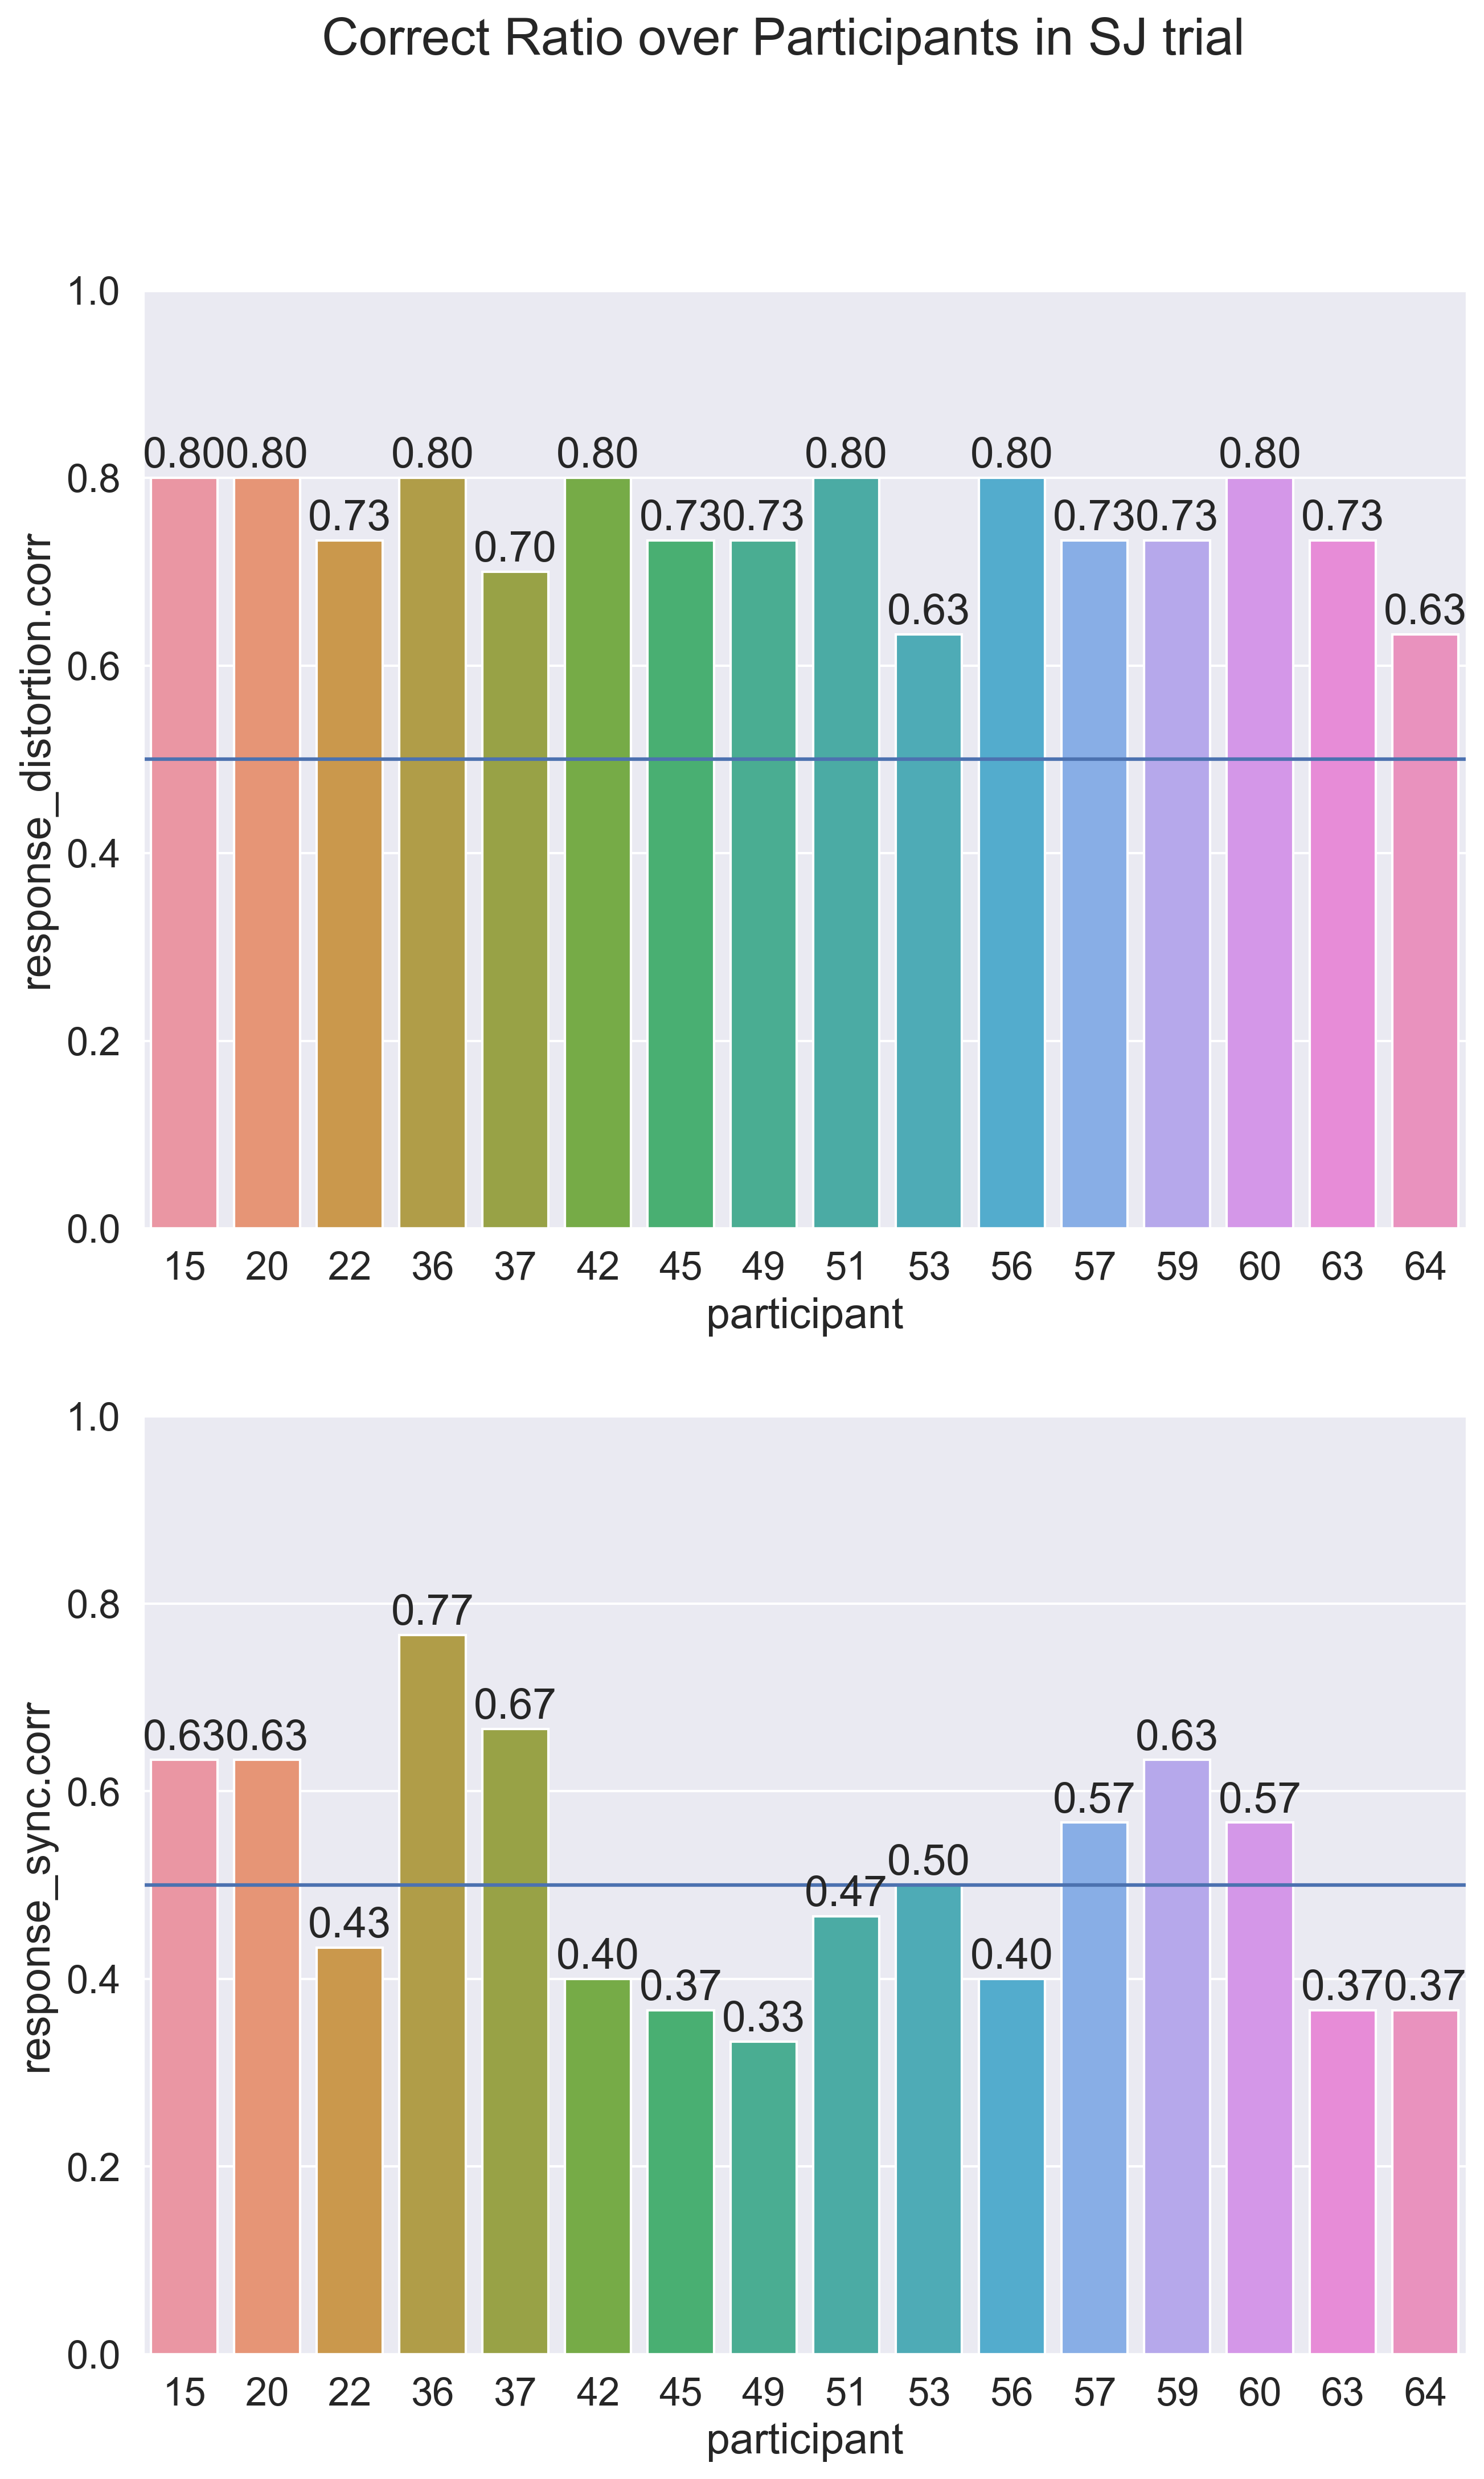 Correct Ratio over Participants in SJ trial
response_distortion.corr
1.0
0.8
0.6
0.4
0.2
0.0
0.80 0.80 0.73 0.80 0.70 0.80 0.73 0.73 0.80 0.63 0.80 0.73 0.73 0.80 0.73 0.63
15 20 22 36 37 42 45 49 51 53 56 57 59 60 63 64
participant
response_sync.corr
1.0
0.8
0.6
0.4
0.2
0.0
0.63 0.63 0.43 0.77 0.67 0.40 0.37 0.33 0.47 0.50 0.40 0.57 0.63 0.57 0.37 0.37
15 20 22 36 37 42 45 49 51 53 56 57 59 60 63 64
participant